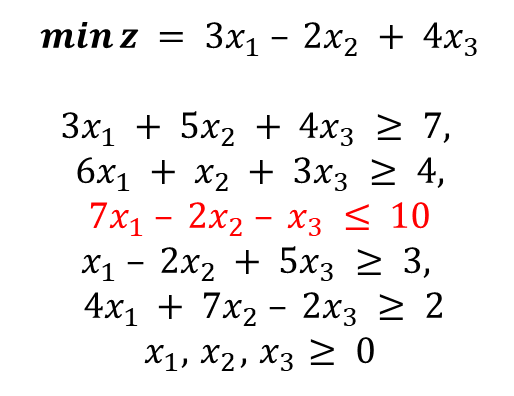 min z = 3x₁ − 2x₂ + 4x₃
3x₁ + 5x₂ + 4x₃ ≥ 7,
6x₁ + x₂ + 3x₃ ≥ 4,
7x₁ − 2x₂ − x₃ ≤ 10
x₁ − 2x₂ + 5x₃ ≥ 3,
4x₁ + 7x₂ − 2x₃ ≥ 2
x₁, x₂, x₃ ≥ 0